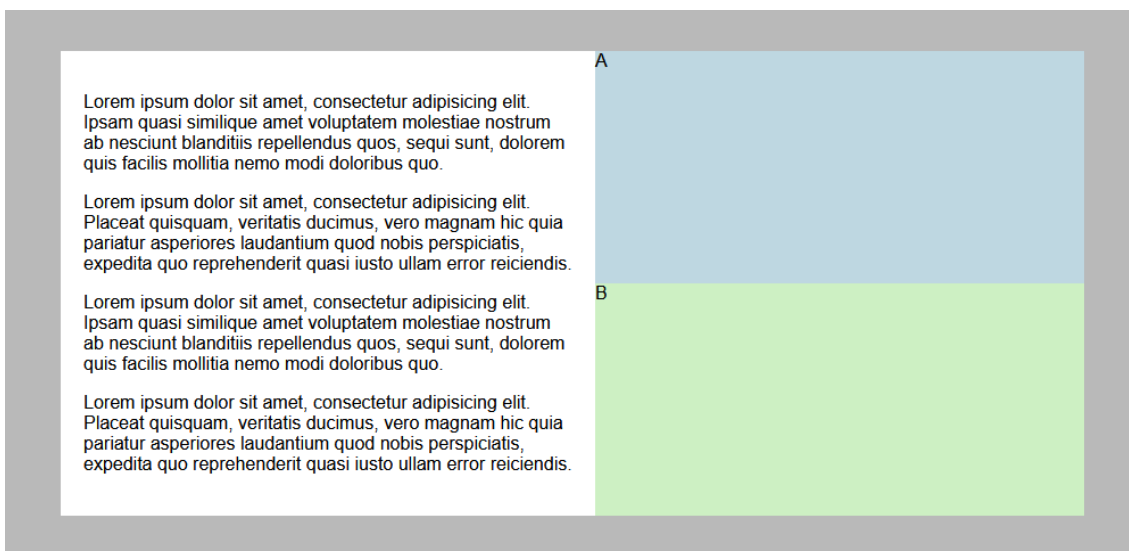 Lorem ipsum dolor sit amet, consectetur adipisicing elit.
Ipsam quasi similique amet voluptatem molestiae nostrum
ab nesciunt blanditiis repellendus quos, sequi sunt, dolorem
quis facilis mollitia nemo modi doloribus quo.
Lorem ipsum dolor sit amet, consectetur adipisicing elit.
Placeat quisquam, veritatis ducimus, vero magnam hic quia
pariatur asperiores laudantium quod nobis perspiciatis,
expedita quo reprehenderit quasi iusto ullam error reiciendis.
Lorem ipsum dolor sit amet, consectetur adipisicing elit.
Ipsam quasi similique amet voluptatem molestiae nostrum
ab nesciunt blanditiis repellendus quos, sequi sunt, dolorem
quis facilis mollitia nemo modi doloribus quo.
Lorem ipsum dolor sit amet, consectetur adipisicing elit.
Placeat quisquam, veritatis ducimus, vero magnam hic quia
pariatur asperiores laudantium quod nobis perspiciatis,
expedita quo reprehenderit quasi iusto ullam error reiciendis.
A
B